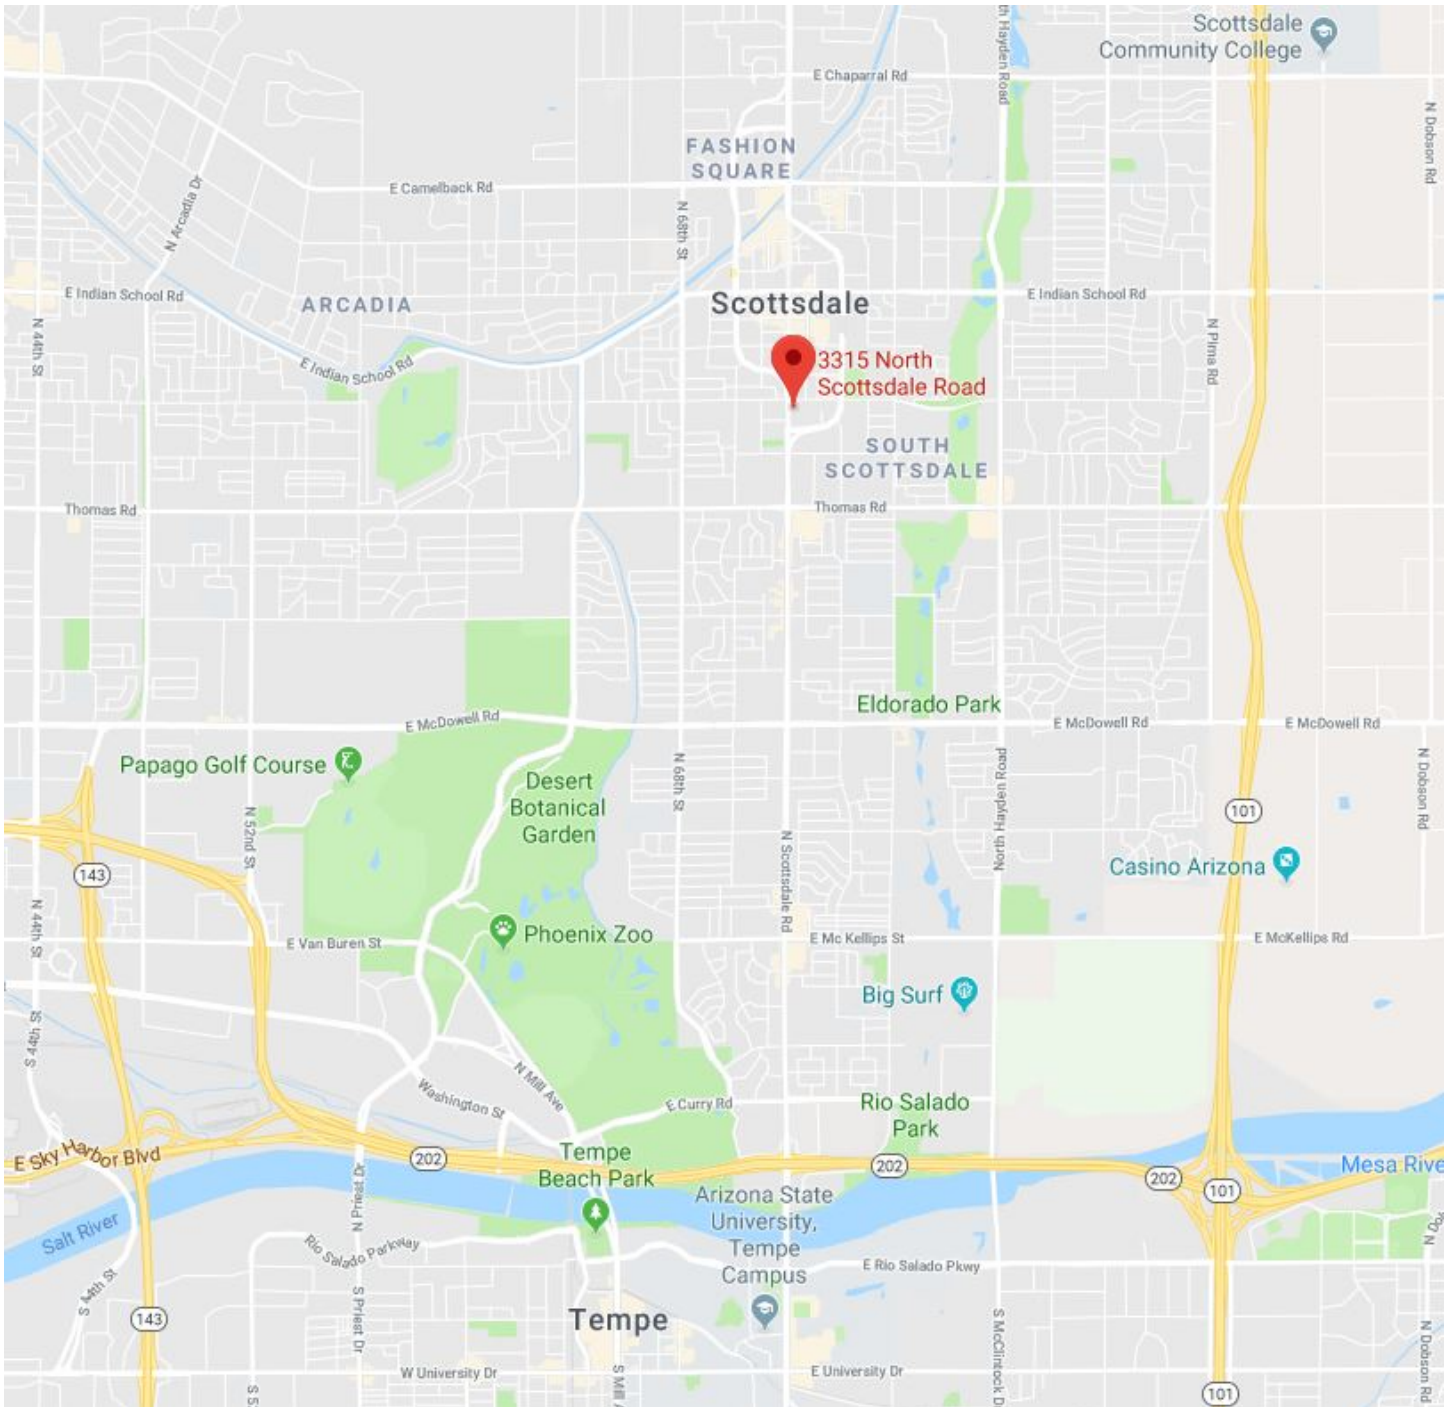 Scottsdale
Community College
E Chaparral Rd
th Hayden Road
N Dobson Rd
FASHION
SQUARE
E Camelback Rd
N Arcadia Dr
N 68th St
E Indian School Rd
ARCADIA
Scottsdale
E Indian School Rd
N 44th St
E Indian School Rd
N Pima Rd
3315 North
Scottsdale Road
SOUTH
SCOTTSDALE
Thomas Rd
Thomas Rd
Eldorado Park
E McDowell Rd
E McDowell Rd
E McDowell Rd
Papago Golf Course
Desert
Botanical
Garden
N 68th St
North Hayden Road
N Dobson Rd
N 52nd St
N Scottsdale Rd
101
143
Casino Arizona
N 44th St
E Van Buren St
Phoenix Zoo
E Mc Kellips St
E McKellips Rd
Big Surf
S 44th St
N Mill Ave
Washington St
E Curry Rd
Rio Salado
Park
E Sky Harbor Blvd
202
Tempe
Beach Park
202
202
101
Mesa Rive
N Priest Dr
Arizona State
University,
Tempe
Campus
Salt River
Rio Salado Parkway
E Rio Salado Pkwy
N Do
S 44th St
143
S Priest Dr
Tempe
S McClintock D
N Dobson Rd
W University Dr
S Mill A
E University Dr
S 5
101